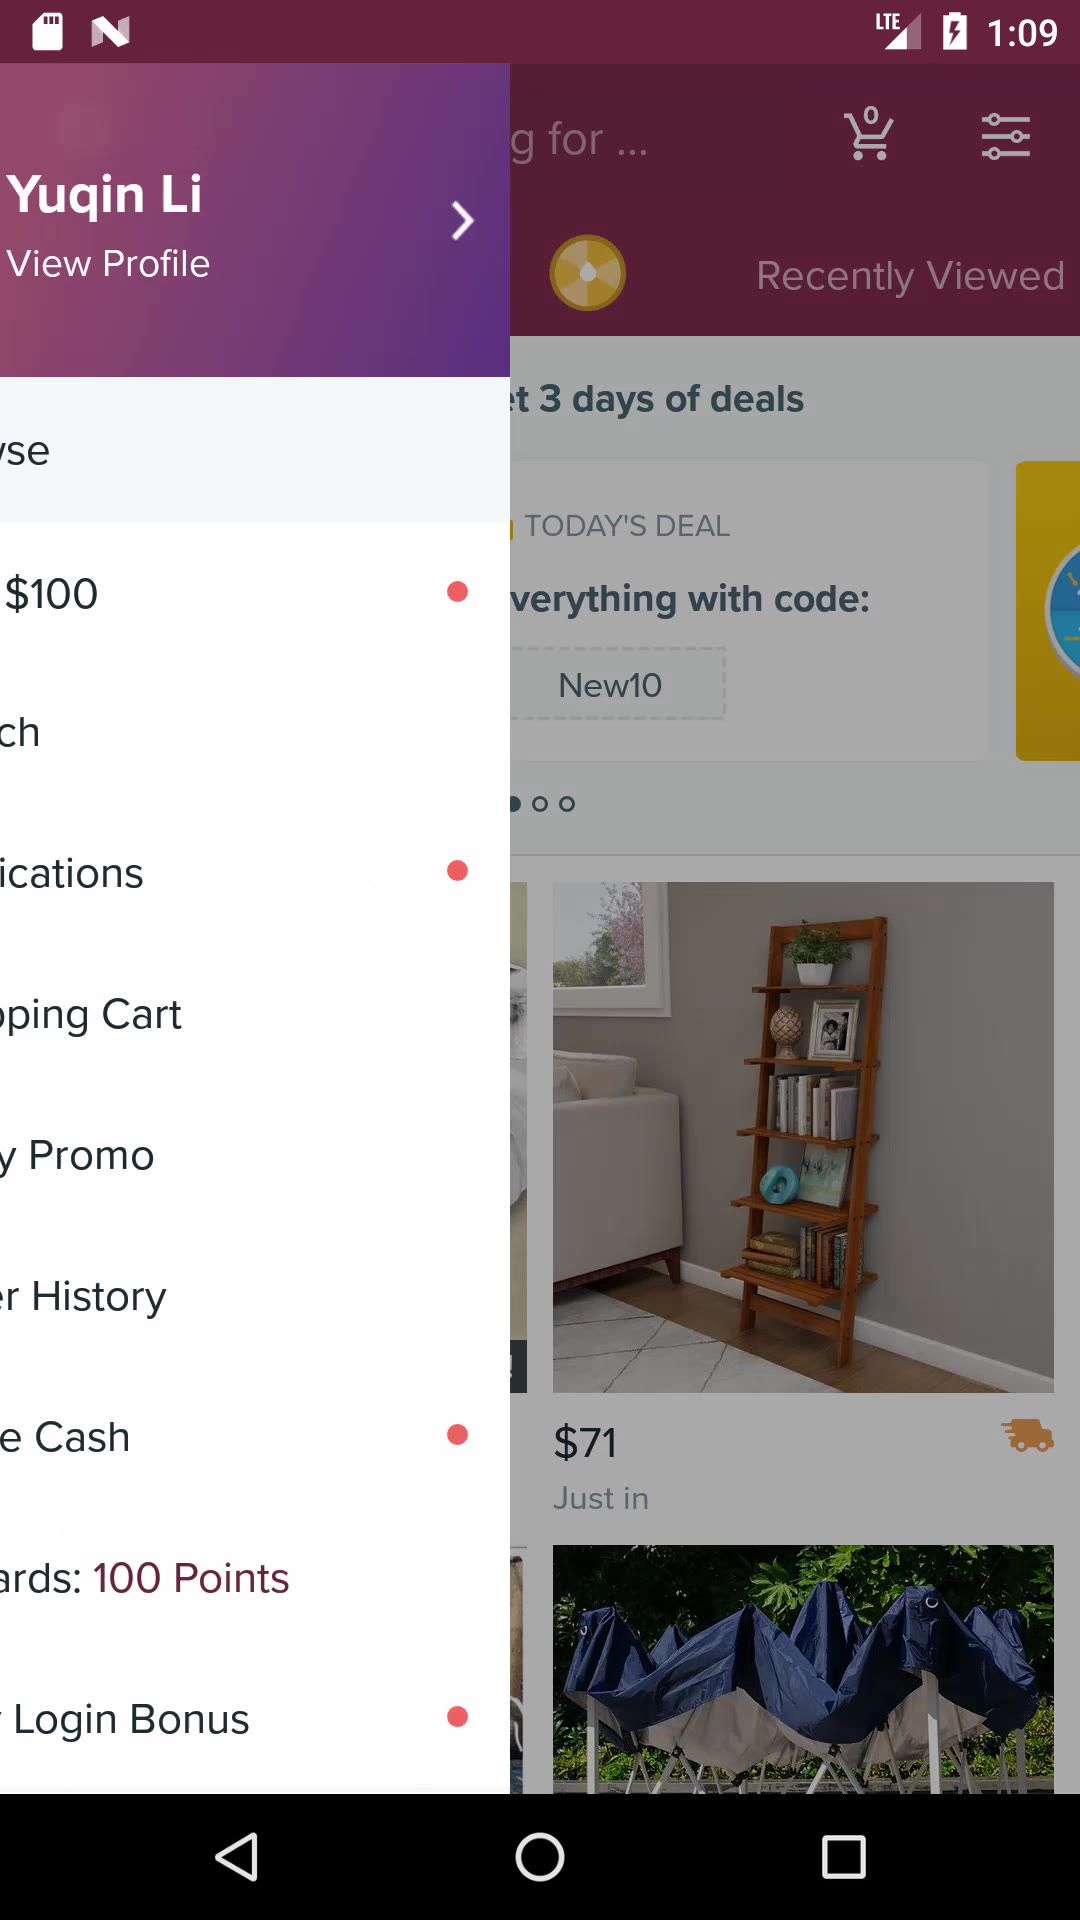 LTE 1:09
g for ...
0
Yuqin Li
View Profile
Recently Viewed
et 3 days of deals
wse
TODAY'S DEAL
verything with code:
$100
New10
ch
ications
pping Cart
y Promo
er History
e Cash
$71
Just in
ards: 100 Points
Login Bonus